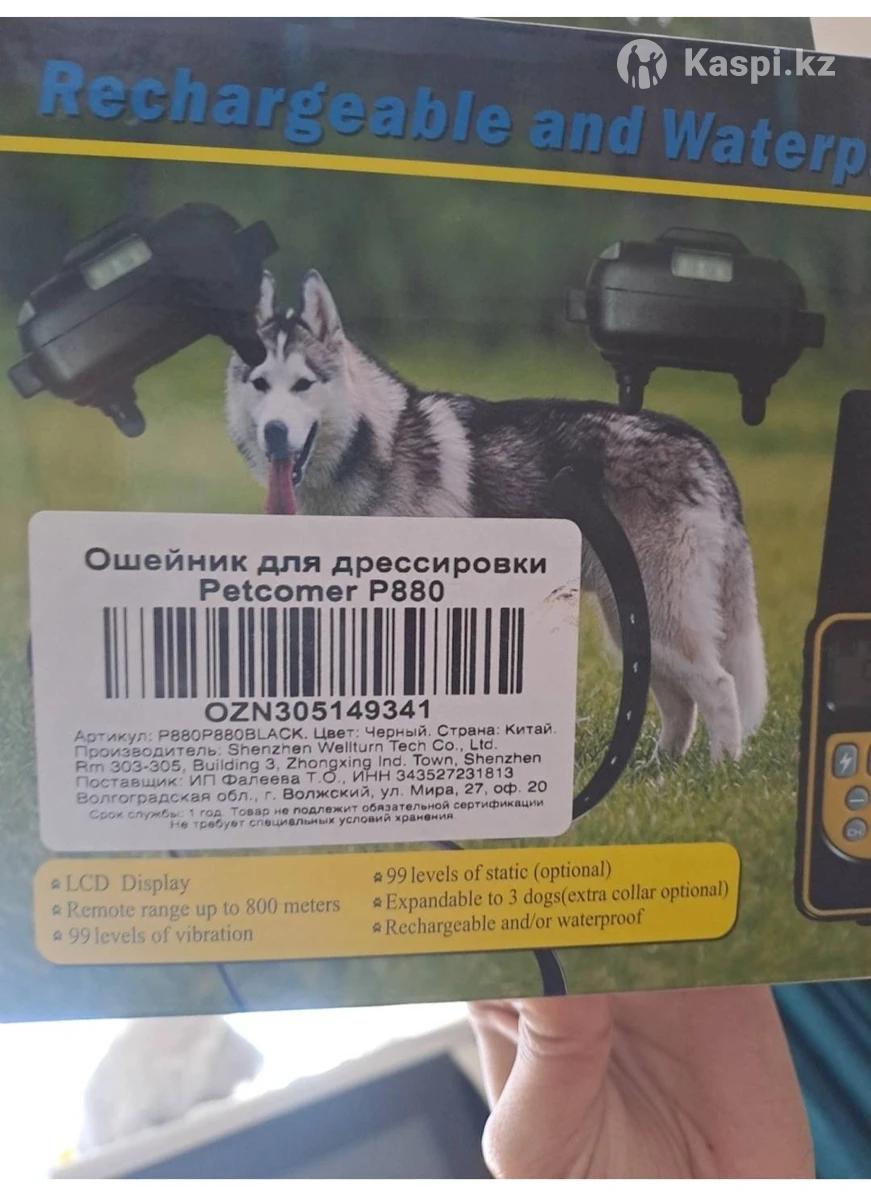 Kaspi.kz
Rechargeable and Waterp
Ошейник для дрессировки
Petcomer P880
OZN305149341
Артикул: P880P880BLACK. Цвет: Черный. Страна: Китай.
Производитель: Shenzhen Wellturn Tech Co., Ltd.
Rm 303-305, Building 3, Zhongxing Ind. Town, Shenzhen
Поставщик: ИП Фалеева Т.О., ИНН 343527231813
Волгоградская обл., г. Волжский, ул. Мира, 27, оф. 20
Срок службы: 1 год. Товар не подлежит обязательной сертификации
Не требует специальных условий хранения.
LCD Display
Remote range up to 800 meters
99 levels of vibration
99 levels of static (optional)
Expandable to 3 dogs(extra collar optional)
Rechargeable and/or waterproof
CH